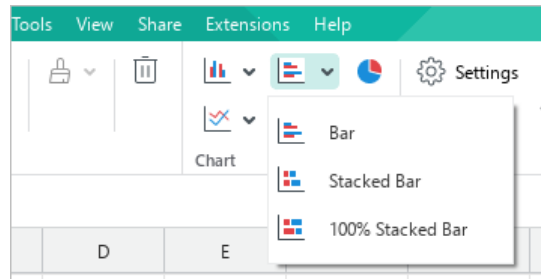 Tools View Share Extensions Help
Settings
Chart
Bar
Stacked Bar
100% Stacked Bar
D E